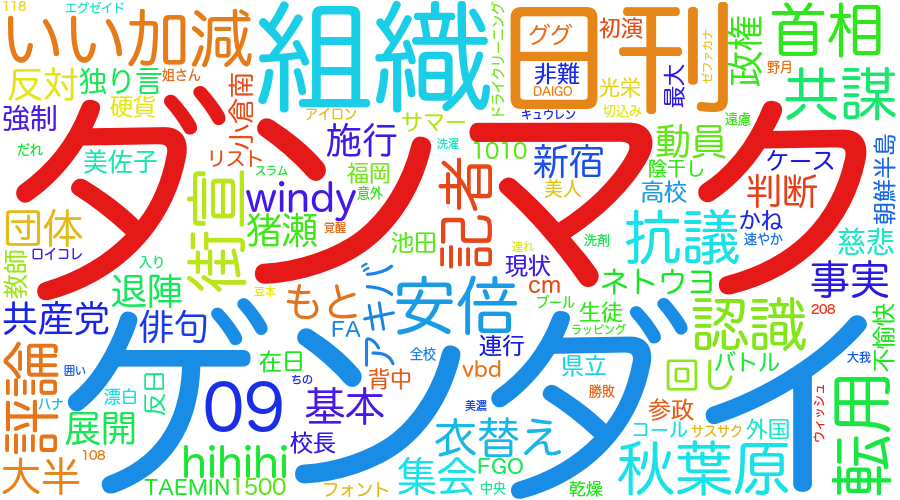 118
エグゼイド
いい加減
組織
日刊
ググ
初演
政権
首相
反対
独り言
姉さん
硬貨
小倉南
ドライクリーニング
非難
DAIGO
光栄
最大
ゼファカナ
野月
共謀
強制
アイロン
サマー
キュウレン
切込み
遠慮
だれ
美佐子
リスト
スラム
施行
福岡
意外
洗濯
1010
新宿
美人
動員
陰干し
ケース
朝鮮半島
ダンマク
街宣
windy
記者
高校
判断
かね
速やか
団体
猪瀬
覚醒
池田
洗剤
抗議
慈悲
教師
ロイコレ
入り
連れ
現状
cm
ネトウヨ
事実
退陣
豆本
もと
アキノソ
安倍
プール
生徒
認識
208
共産党
俳句
FA
ラッピング
不愉快
ゲンダイ
評論
囲い
在日
全校
連行
県立
回し
バトル
大我
漂白
反日
ちの
背中
vbd
勝敗
ハナ
09
基本
美濃
参政
ウィッシュ
転用
展開
校長
衣替え
コール
サスサク
外国
大半
108
hihihi
集会
FGO
秋葉原
TAEMIN
1500
フォント
中央
乾燥